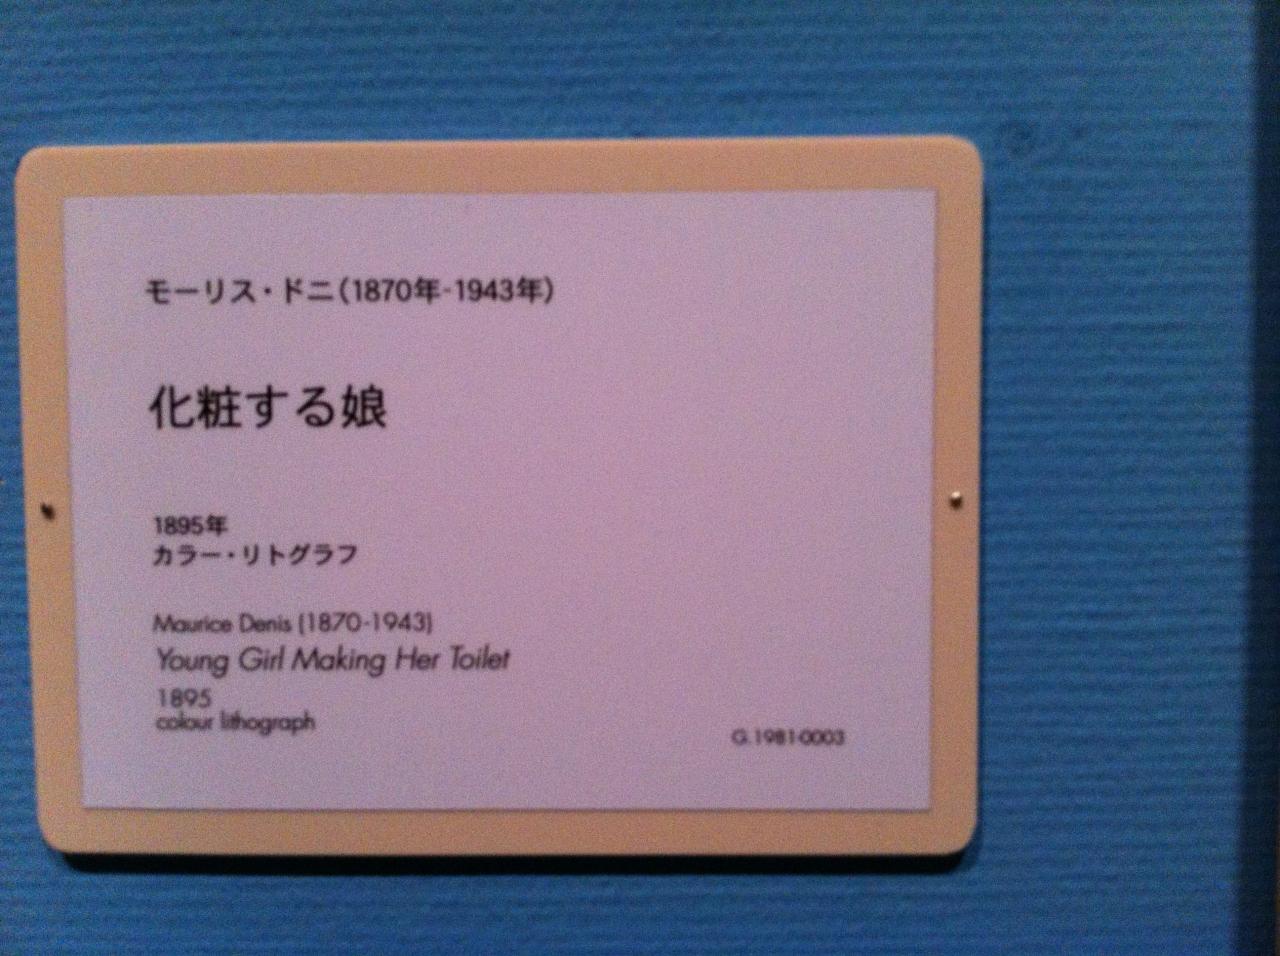 モーリス・ドニ(1870年-1943年)
化粧する娘
1895年
カラー・リトグラフ
Maurice Denis (1870-1943)
Young Girl Making Her Toilet
1895
colour lithograph
G.1981-0003